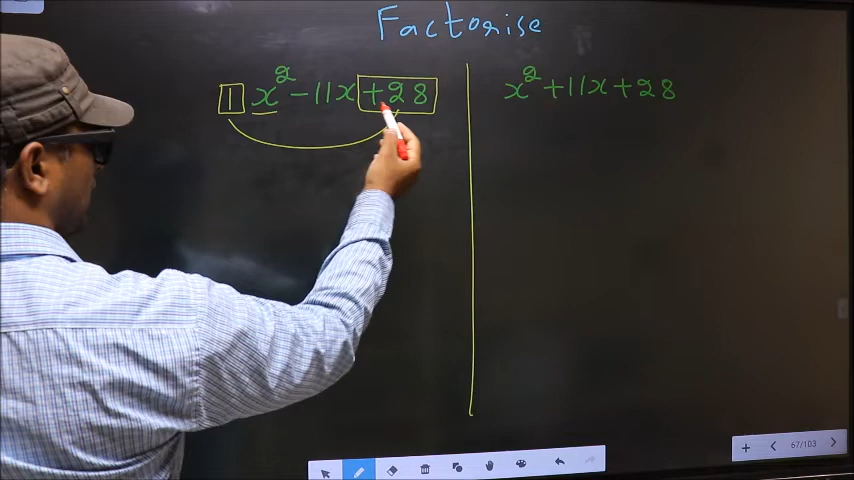 Factorise
1 x² - 11x + 28
x² + 11x + 28
67/103